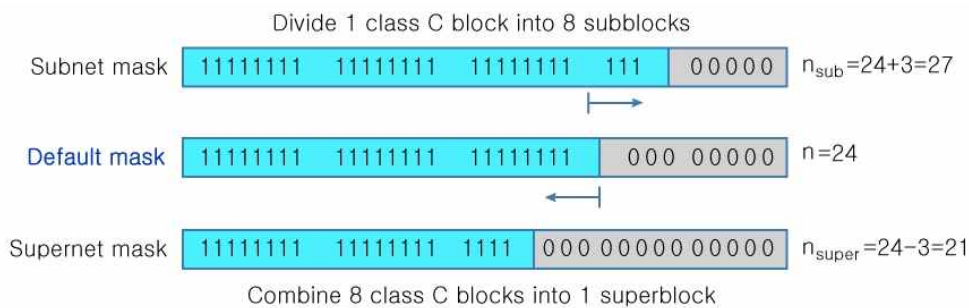 Divide 1 class C block into 8 subblocks
Subnet mask 11111111 11111111 11111111 111 00000 nsub=24+3=27
Default mask 11111111 11111111 11111111 000 00000 n=24
Supernet mask 11111111 11111111 1111 000 00000000 00000 nsuper=24−3=21
Combine 8 class C blocks into 1 superblock